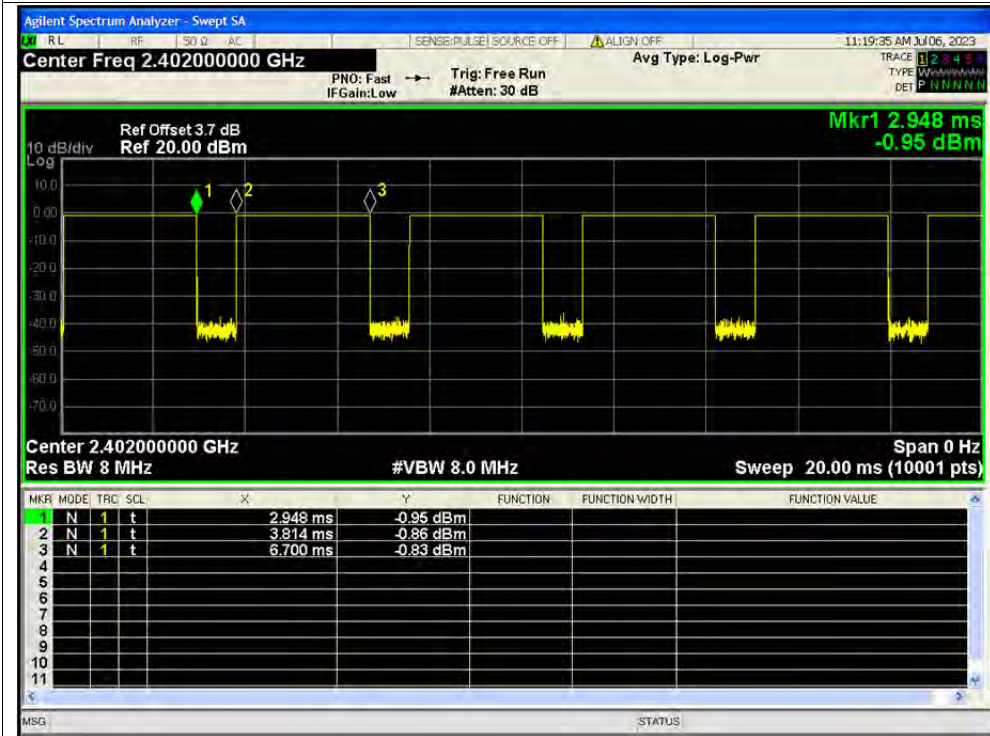 Agilent Spectrum Analyzer - Swept SA
LXI RL RF 50 Ω AC SENSE:PULSE SOURCE OFF ALIGN OFF 11:19:35 AM Jul 06, 2023
Center Freq 2.402000000 GHz Avg Type: Log-Pwr TRACE 1 2 3 4 5 6
PNO: Fast Trig: Free Run TYPE W
IFGain:Low #Atten: 30 dB DET P N N N N N
Mkr1 2.948 ms
-0.95 dBm
Ref Offset 3.7 dB
10 dB/div Ref 20.00 dBm
Log
10.0
0.00
-10.0
-20.0
-30.0
-40.0
-50.0
-60.0
-70.0
1 2 3
Center 2.402000000 GHz Span 0 Hz
Res BW 8 MHz #VBW 8.0 MHz Sweep 20.00 ms (10001 pts)
MKR MODE TRC SCL X Y FUNCTION FUNCTION WIDTH FUNCTION VALUE
1 N 1 t 2.948 ms -0.95 dBm
2 N 1 t 3.814 ms -0.86 dBm
3 N 1 t 6.700 ms -0.83 dBm
4
5
6
7
8
9
10
11
MSG STATUS